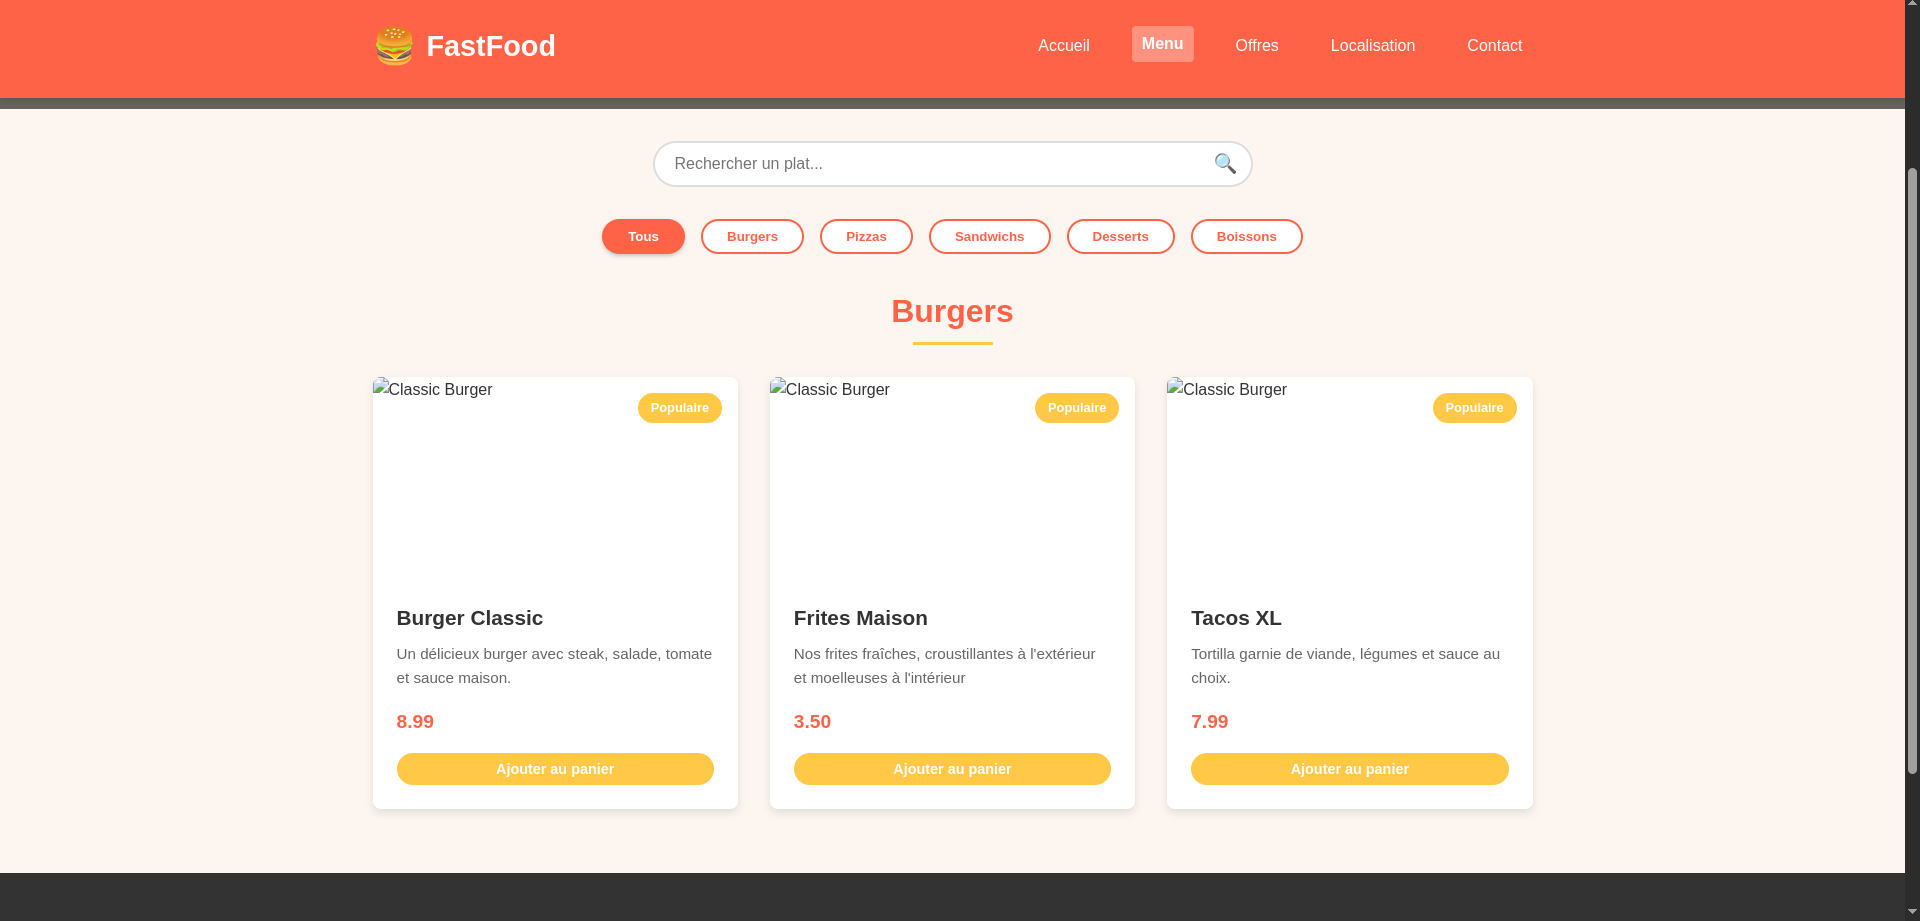 FastFood
Accueil
Menu
Offres
Localisation
Contact
Rechercher un plat...
Tous
Burgers
Pizzas
Sandwichs
Desserts
Boissons
Burgers
Classic Burger
Populaire
Burger Classic
Un délicieux burger avec steak, salade, tomate
et sauce maison.
8.99
Ajouter au panier
Classic Burger
Populaire
Frites Maison
Nos frites fraîches, croustillantes à l'extérieur
et moelleuses à l'intérieur
3.50
Ajouter au panier
Classic Burger
Populaire
Tacos XL
Tortilla garnie de viande, légumes et sauce au
choix.
7.99
Ajouter au panier